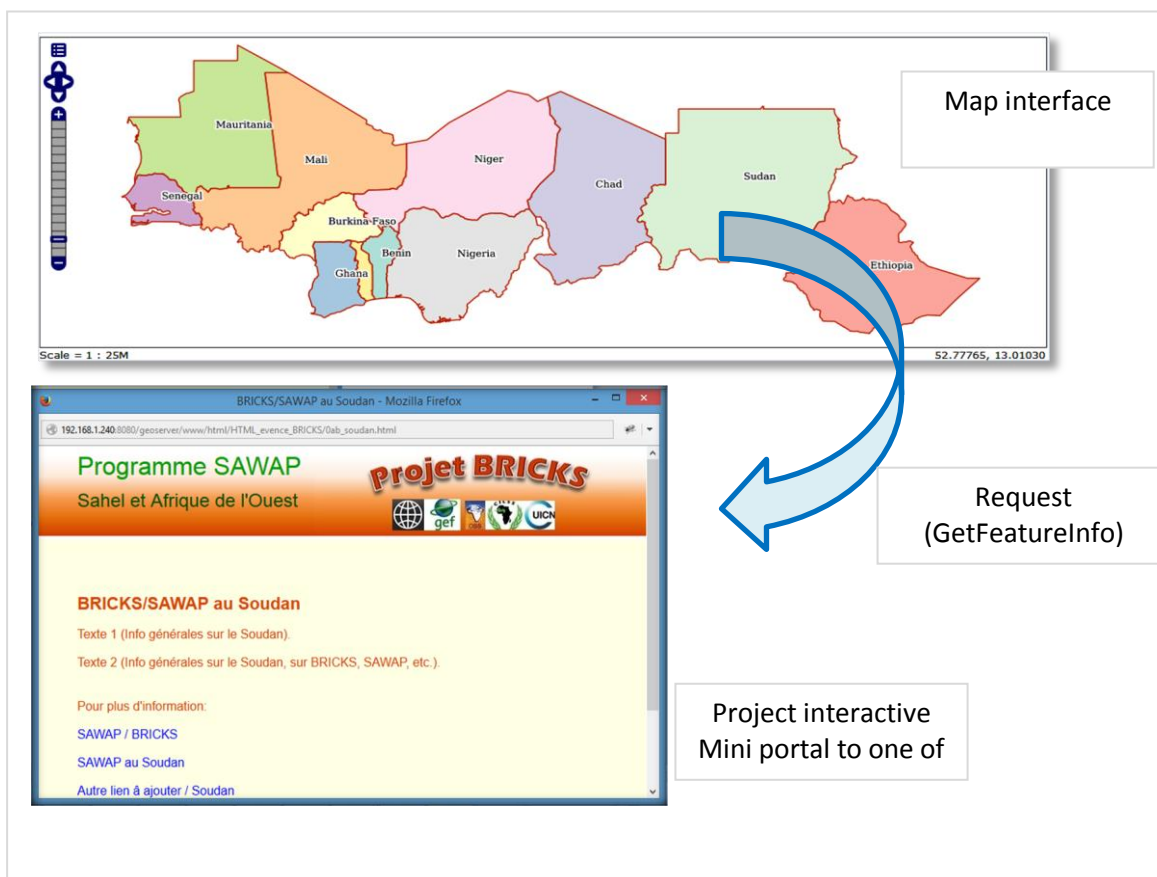 Map interface
Mauritania
Mali
Niger
Chad
Sudan
Senegal
Burkina Faso
Benin
Nigeria
Ghana
Ethiopia
Scale = 1 : 25M
52.77765, 13.01030
BRICKS/SAWAP au Soudan - Mozilla Firefox
192.168.1.240:8080/geoserver/www/html/HTML_evence_BRICKS/0ab_soudan.html
Programme SAWAP
Sahel et Afrique de l'Ouest
Projet BRICKS
gef
UICN
BRICKS/SAWAP au Soudan
Texte 1 (Info générales sur le Soudan).
Texte 2 (Info générales sur le Soudan, sur BRICKS, SAWAP, etc.).
Pour plus d'information:
SAWAP / BRICKS
SAWAP au Soudan
Autre lien â ajouter / Soudan
Request
(GetFeatureInfo)
Project interactive
Mini portal to one of